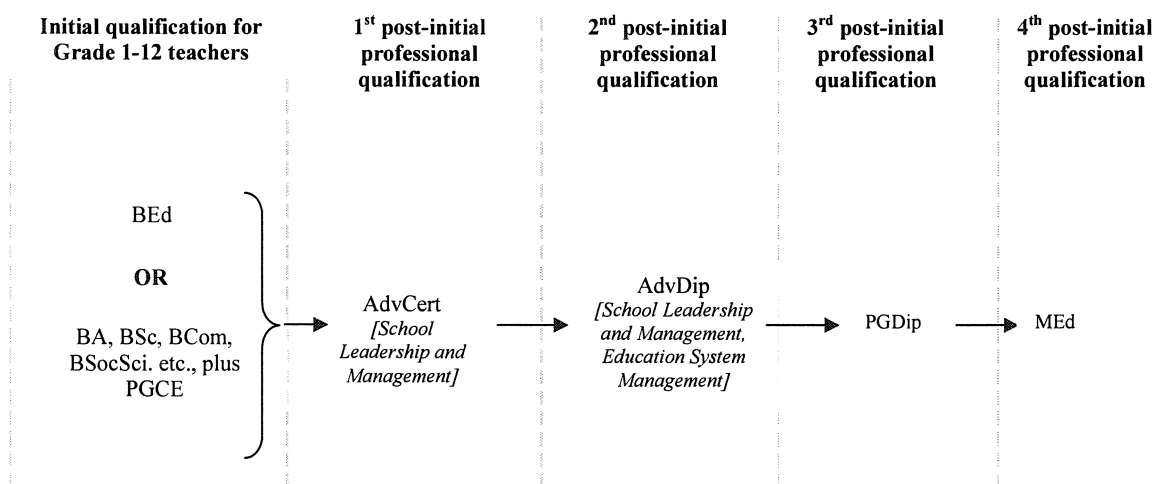 Initial qualification for
Grade 1-12 teachers
1st post-initial
professional
qualification
2nd post-initial
professional
qualification
3rd post-initial
professional
qualification
4th post-initial
professional
qualification
BEd
OR
BA, BSc, BCom,
BSocSci. etc., plus
PGCE
AdvCert
[School
Leadership and
Management]
AdvDip
[School Leadership
and Management,
Education System
Management]
PGDip
MEd